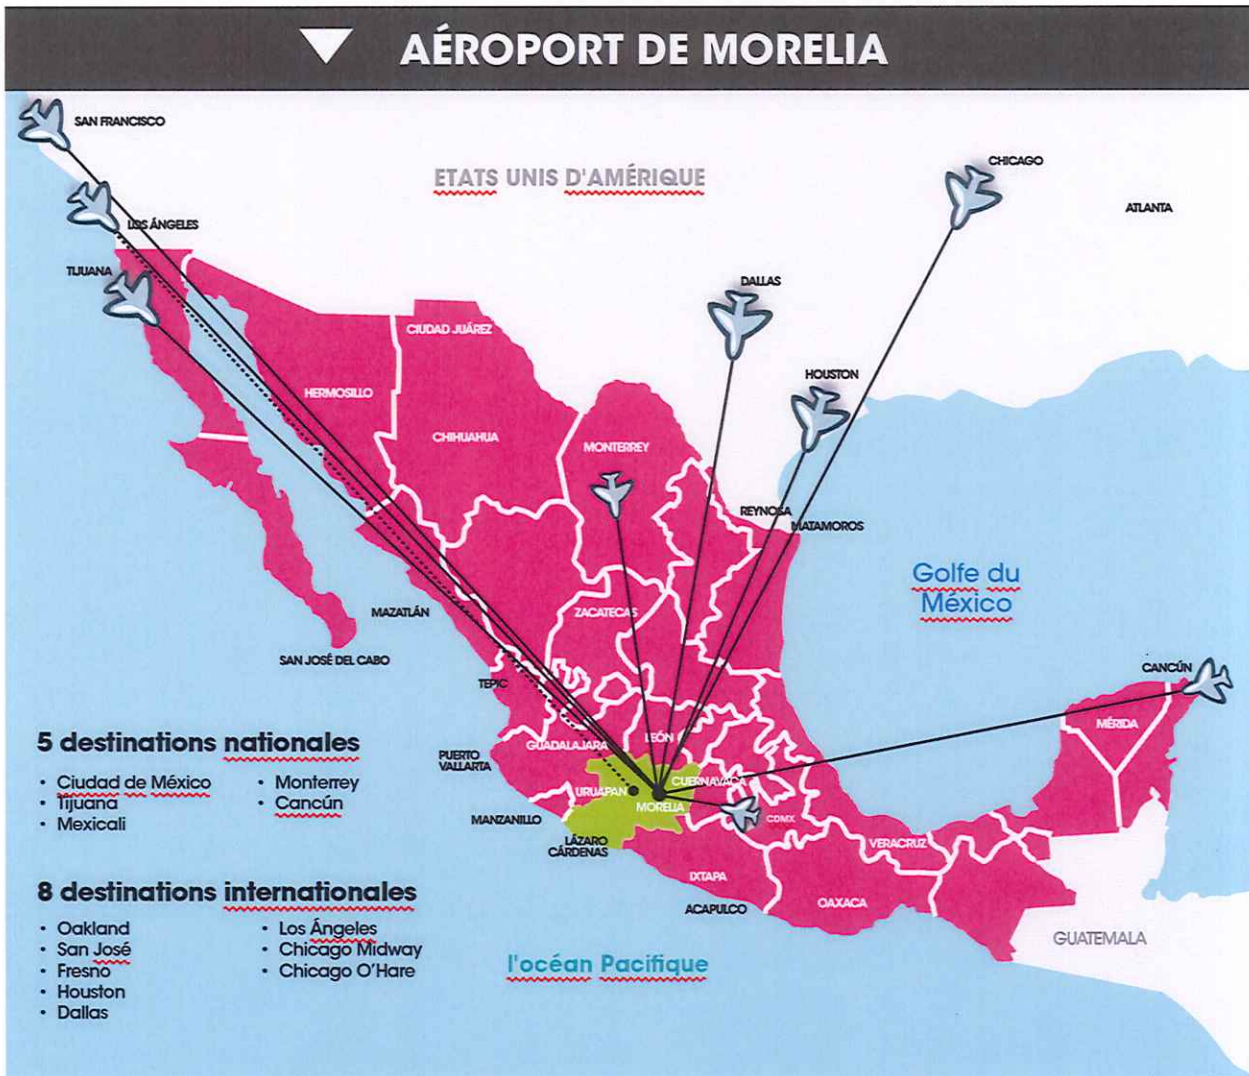 AÉROPORT DE MORELIA
SAN FRANCISCO
CHICAGO
ETATS UNIS D'AMÉRIQUE
ATLANTA
LOS ÁNGELES
TIJUANA
DALLAS
CIUDAD JUÁREZ
HOUSTON
HERMOSILLO
CHIHUAHUA
MONTERREY
REYNOSA
MATAMOROS
Golfe du
México
ZACATECAS
MAZATLÁN
SAN JOSÉ DEL CABO
CANCÚN
TEPIC
MÉRIDA
LEÓN
GUADALAJARA
PUERTO
VALLARTA
CUERNAVACA
URUAPAN
MORELIA
MANZANILLO
CDMX
LÁZARO
CÁRDENAS
VERACRUZ
IXTAPA
OAXACA
ACAPULCO
GUATEMALA
l'océan Pacifique
5 destinations nationales
• Ciudad de México
• Tijuana
• Mexicali
• Monterrey
• Cancún
8 destinations internationales
• Oakland
• San José
• Fresno
• Houston
• Dallas
• Los Ángeles
• Chicago Midway
• Chicago O'Hare